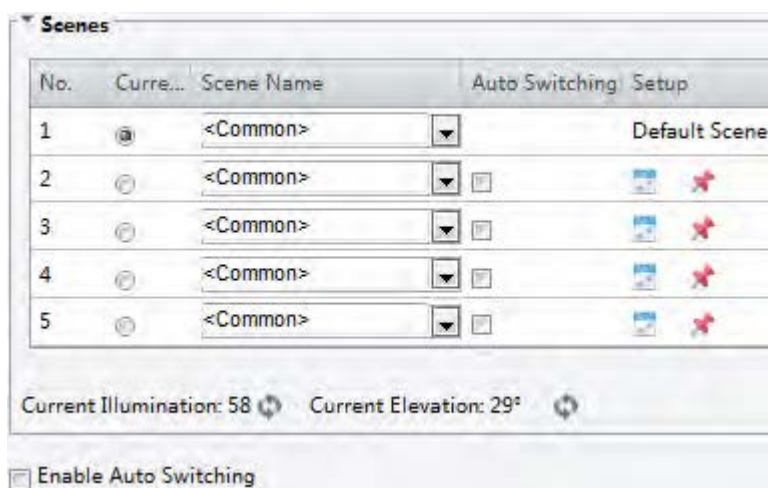 Scenes
No. Curre... Scene Name Auto Switching Setup
1 <Common> Default Scene
2 <Common>
3 <Common>
4 <Common>
5 <Common>
Current Illumination: 58 Current Elevation: 29°
Enable Auto Switching